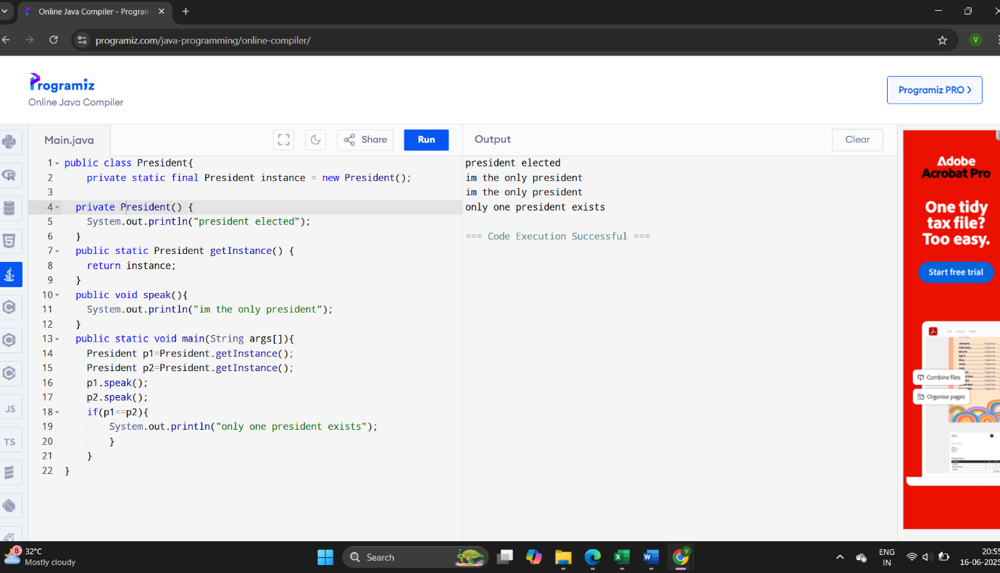 Online Java Compiler - Program
programiz.com/java-programming/online-compiler/
V
Programiz
Online Java Compiler
Programiz PRO
Main.java
Share
Run
Output
Clear
1 public class President{
2     private static final President instance = new President();
3
4   private President() {
5     System.out.println("president elected");
6   }
7   public static President getInstance() {
8     return instance;
9   }
10   public void speak(){
11     System.out.println("im the only president");
12   }
13   public static void main(String args[]){
14     President p1=President.getInstance();
15     President p2=President.getInstance();
16     p1.speak();
17     p2.speak();
18     if(p1==p2){
19         System.out.println("only one president exists");
20         }
21     }
22 }
president elected
im the only president
im the only president
only one president exists
=== Code Execution Successful ===
JS
TS
Adobe
Acrobat Pro
One tidy
tax file?
Too easy.
Start free trial
Combine files
Organise pages
8
32°C
Mostly cloudy
Search
V
ENG
IN
20:55
16-06-2025